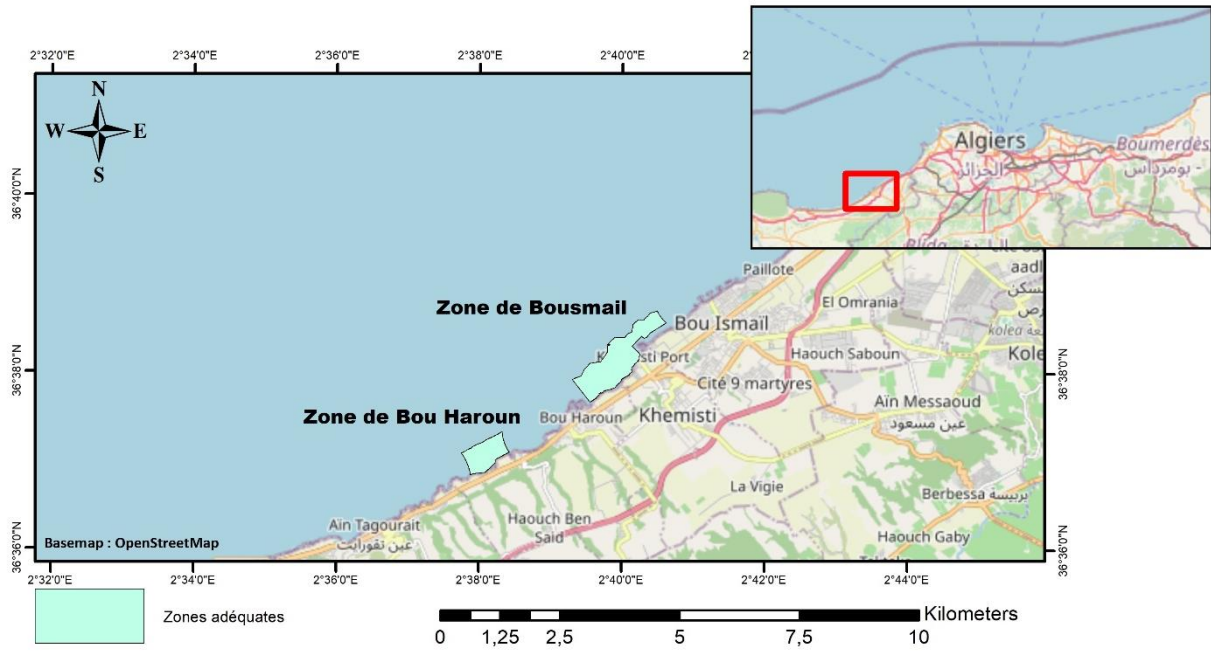 2°32'0"E
2°34'0"E
2°36'0"E
2°38'0"E
2°40'0"E
N
W
E
S
Algiers
الجزائر
Boumerdès
بومرداس -
Blida
36°40'0"N
36°38'0"N
36°36'0"N
Paillote
El Omrania
Zone de Bousmail
Bou Ismaïl
Haouch Saboun
Cité 9 martyres
Zone de Bou Haroun
Bou Haroun
Khemisti
Aïn Messaoud
عين مسعود
La Vigie
Berbessa بربيسة
Aïn Tagourait
عين تقورايت
Haouch Ben
Said
Haouch Gaby
Basemap : OpenStreetMap
36°38'0"N
36°36'0"N
2°32'0"E
2°34'0"E
2°36'0"E
2°38'0"E
2°40'0"E
2°42'0"E
2°44'0"E
Zones adéquates
Kilometers
0
1,25
2,5
5
7,5
10